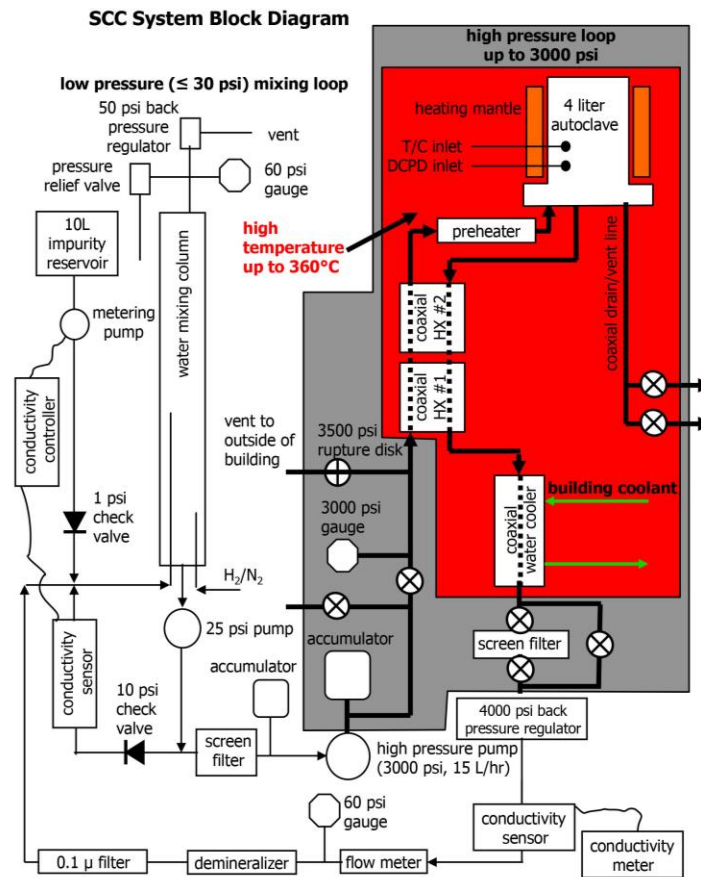 SCC System Block Diagram
high pressure loop
up to 3000 psi
low pressure (≤ 30 psi) mixing loop
50 psi back
pressure
regulator
vent
pressure
relief valve
60 psi
gauge
10L
impurity
reservoir
metering
pump
conductivity
controller
water mixing column
1 psi
check
valve
H2/N2
25 psi pump
conductivity
sensor
10 psi
check
valve
screen
filter
accumulator
accumulator
high pressure pump
(3000 psi, 15 L/hr)
heating mantle
4 liter
autoclave
T/C inlet
DCPD inlet
high
temperature
up to 360°C
preheater
coaxial drain/vent line
coaxial
HX #2
coaxial
HX #1
vent to
outside of
building
3500 psi
rupture disk
3000 psi
gauge
building coolant
coaxial
water cooler
screen filter
4000 psi back
pressure regulator
conductivity
sensor
conductivity
meter
60 psi
gauge
flow meter
demineralizer
0.1 μ filter